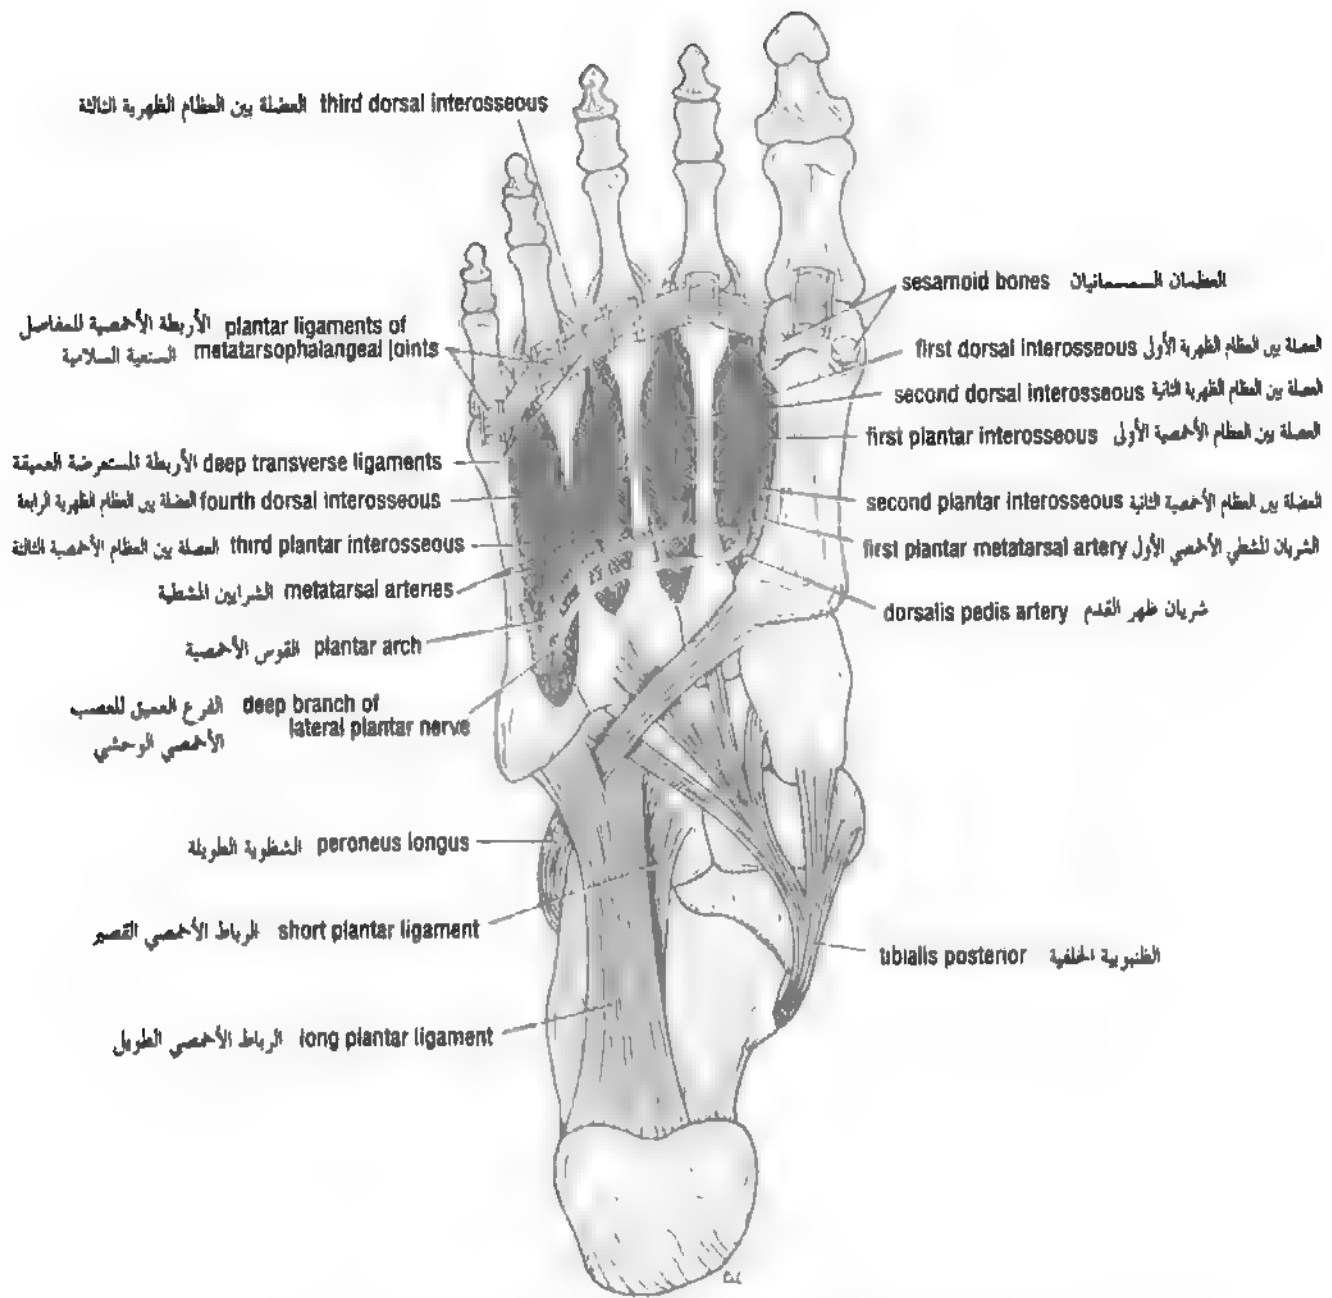 العضلة بين العظام الظهرية الثالثة third dorsal interosseous
sesamoid bones العظمان السمسمانيان
الأربطة الأخمصية للمفاصل plantar ligaments of
السنعية السلامية metatarsophalangeal joints
first dorsal interosseous العضلة بين العظام الظهرية الأولى
second dorsal interosseous العضلة بين العظام الظهرية الثانية
first plantar interosseous العضلة بين العظام الأخمصية الأولى
الأربطة المستعرضة العميقة deep transverse ligaments
العضلة بين العظام الظهرية الرابعة fourth dorsal interosseous
second plantar interosseous العضلة بين العظام الأخمصية الثانية
العضلة بين العظام الأخمصية الثالثة third plantar interosseous
first plantar metatarsal artery الشريان المشطي الأخمصي الأول
الشرايين المشطية metatarsal arteries
dorsalis pedis artery شريان ظهر القدم
القوس الأخمصية plantar arch
الفرع العميق للعصب deep branch of
الأخمصي الوحشي lateral plantar nerve
الشظوية الطويلة peroneus longus
الرباط الأخمصي القصير short plantar ligament
tibialis posterior الظنبوبية الخلفية
الرباط الأخمصي الطويل long plantar ligament